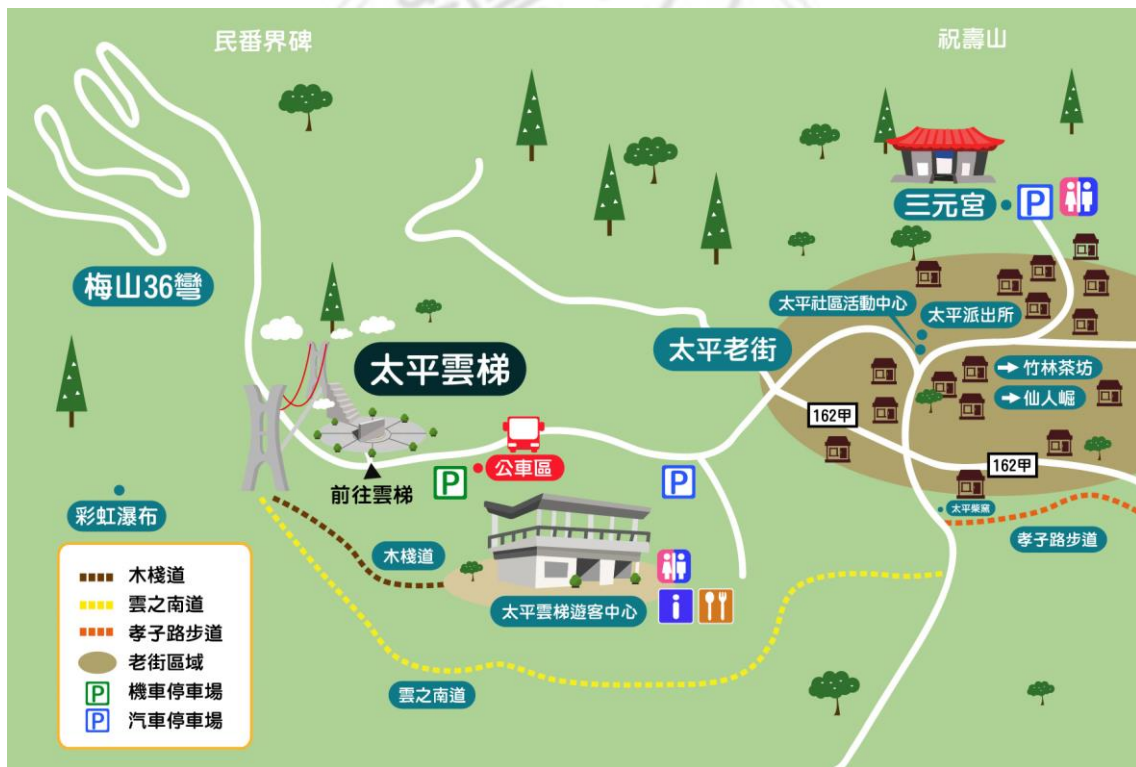 民番界碑
祝壽山
三元宮
P
梅山36彎
太平社區活動中心
太平派出所
太平老街
太平雲梯
竹林茶坊
仙人崛
162甲
162甲
公車區
P
P
前往雲梯
太平柴窯
彩虹瀑布
孝子路步道
木棧道
太平雲梯遊客中心
i
雲之南道
木棧道
雲之南道
孝子路步道
老街區域
P 機車停車場
P 汽車停車場